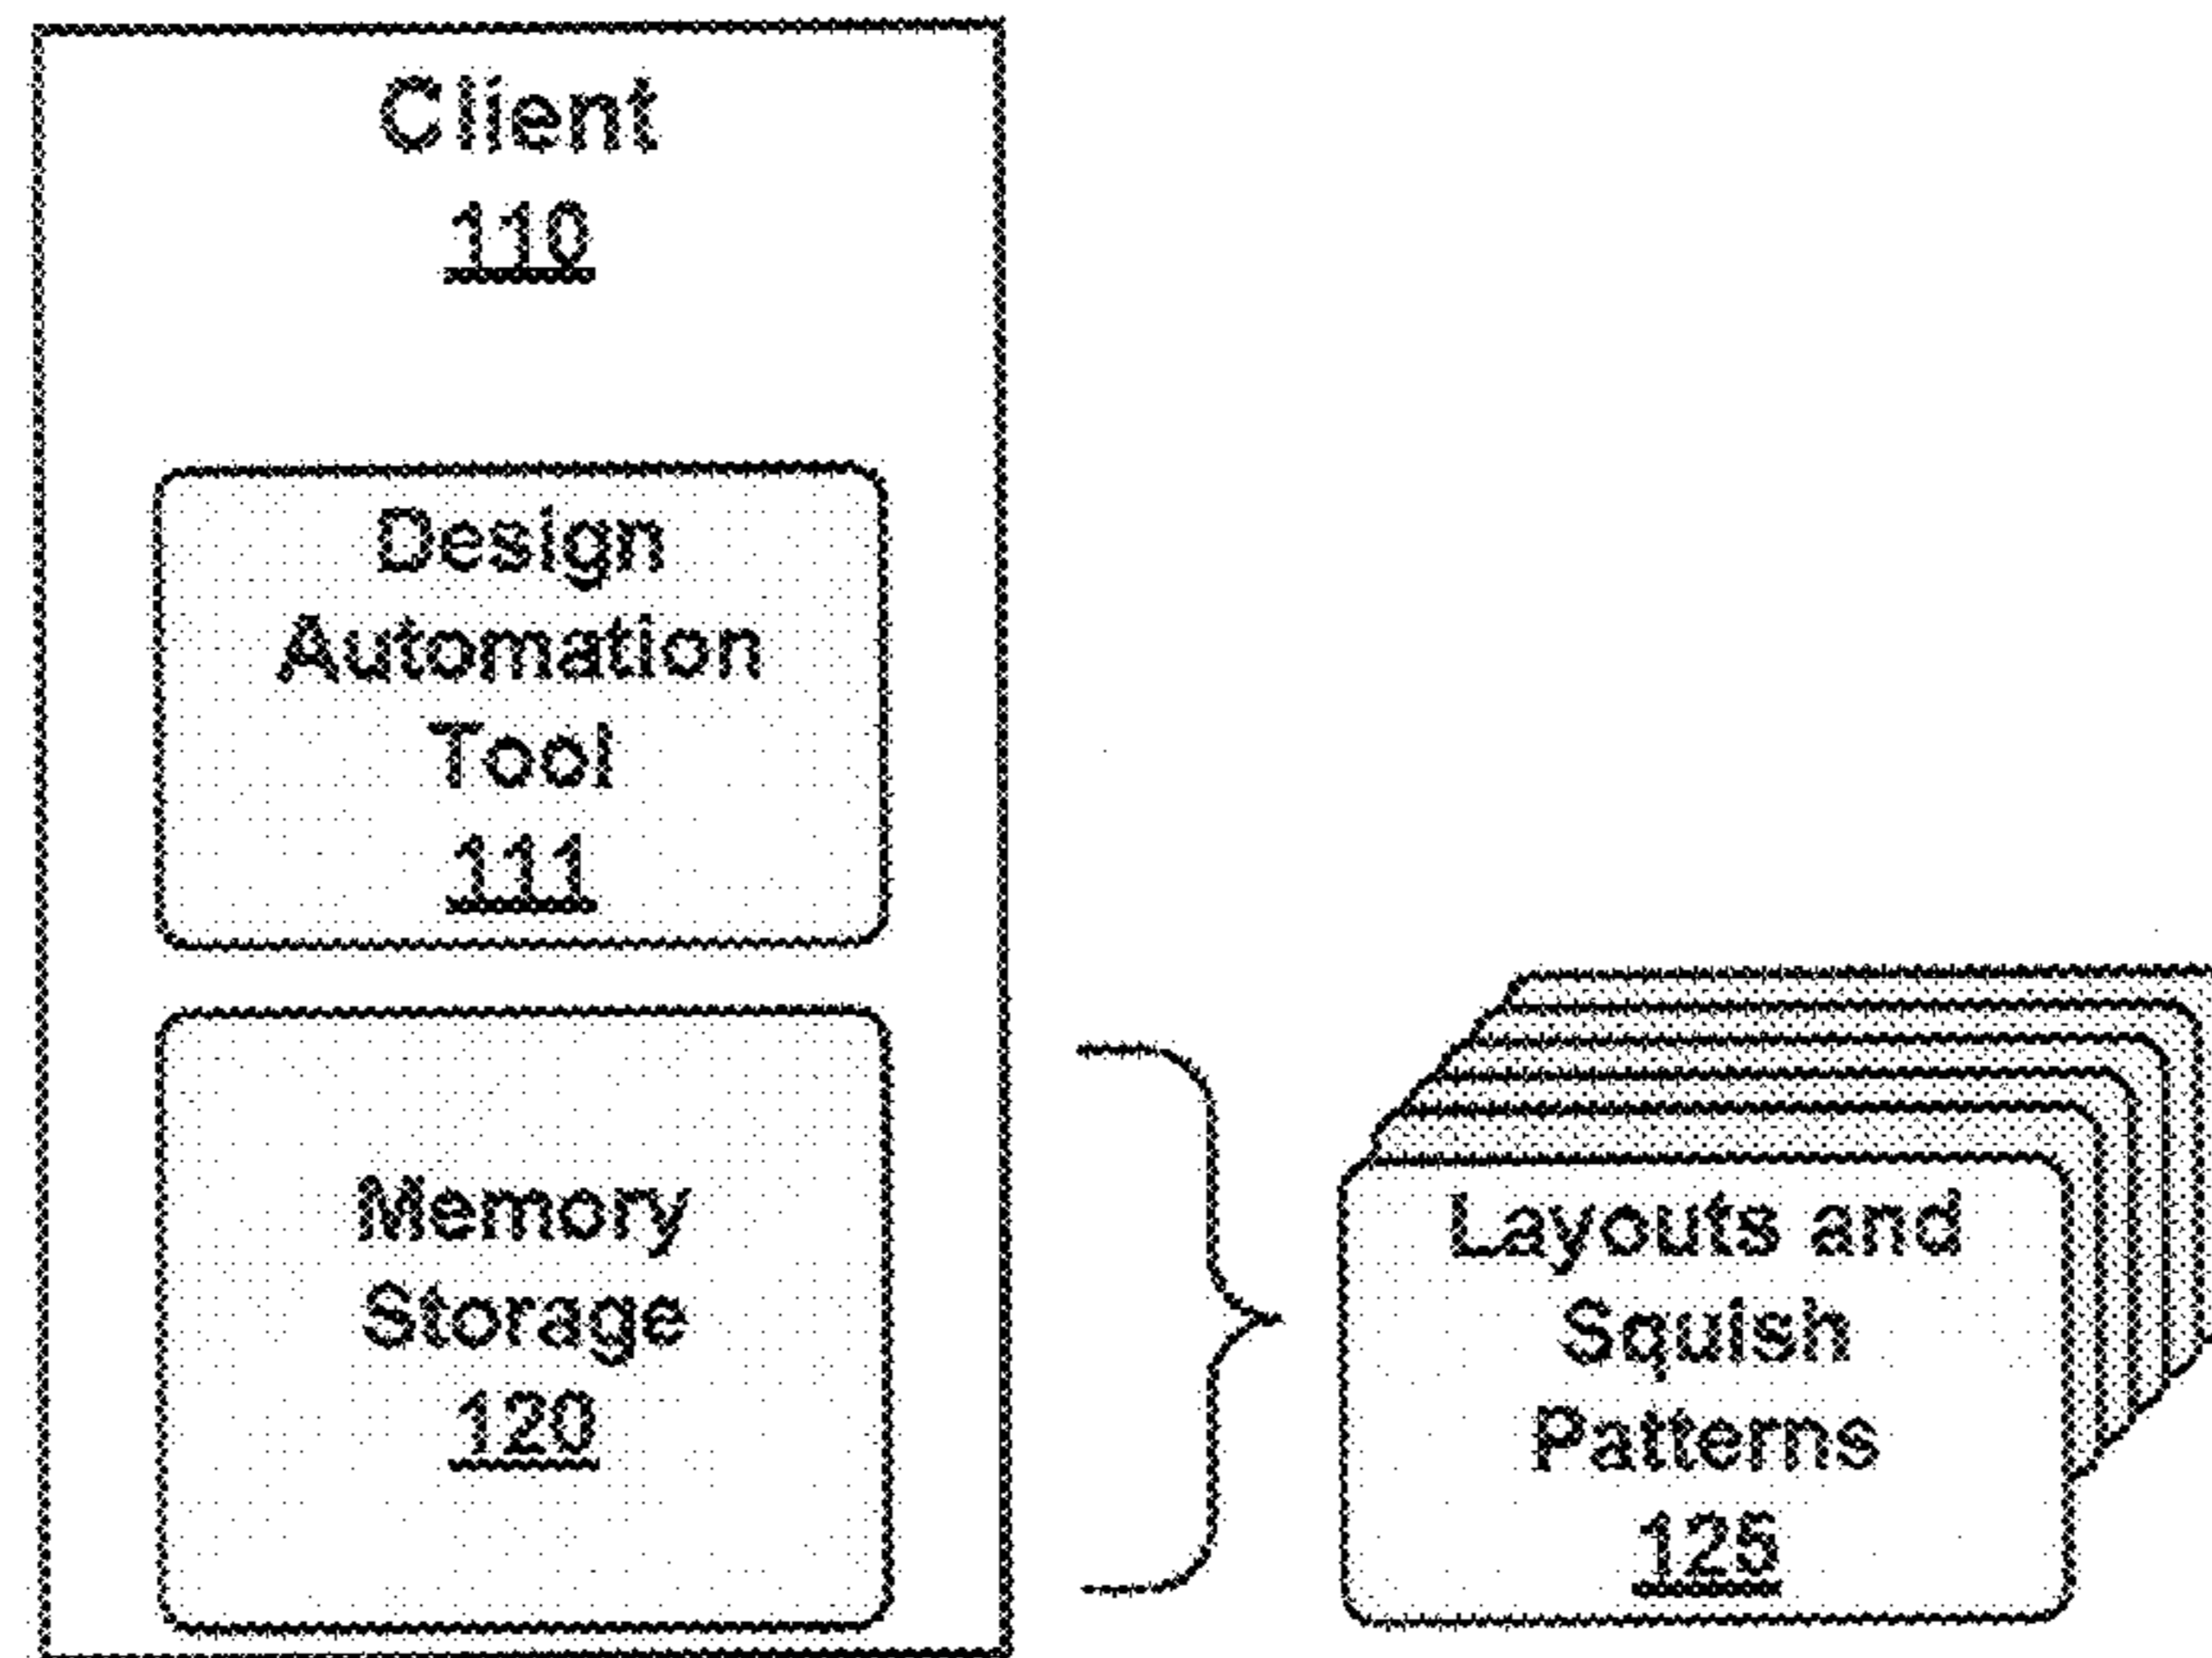 Client
110
Design
Automation
Tool
111
Memory
Storage
120
Layouts and
Squish
Patterns
125